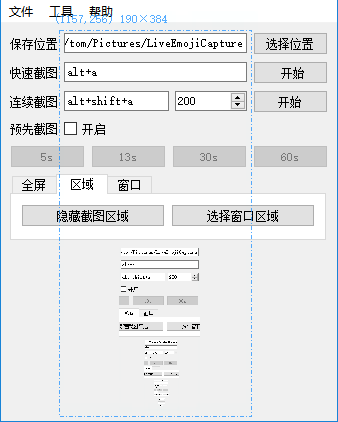 文件 工具 帮助
(1157,256) 190×384
保存位置 /tom/Pictures/LiveEmojiCapture 选择位置
快速截图 alt+a 开始
连续截图 alt+shift+a 200 开始
预先截图 开启
5s 13s 30s 60s
全屏 区域 窗口
隐藏截图区域 选择窗口区域